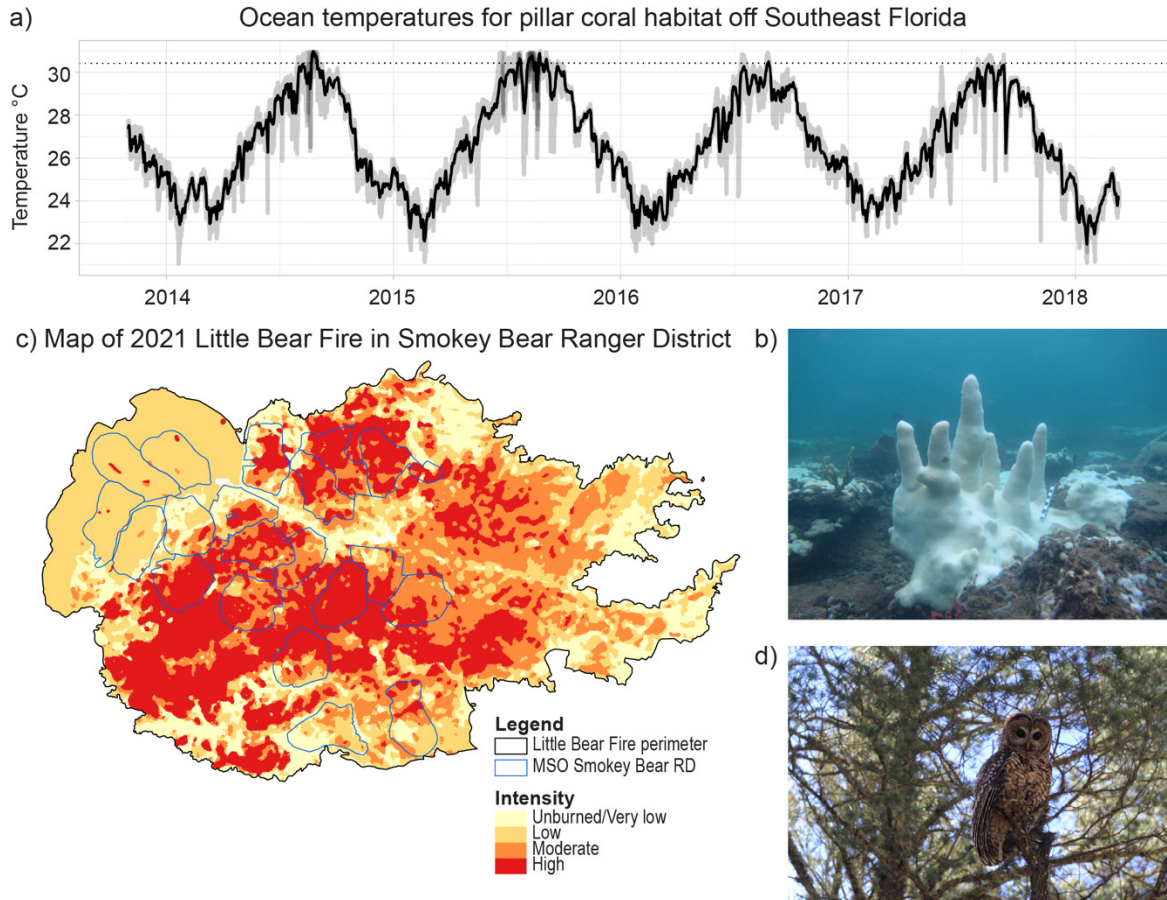 a)
Ocean temperatures for pillar coral habitat off Southeast Florida
Temperature °C
30
28
26
24
22
2014
2015
2016
2017
2018
c) Map of 2021 Little Bear Fire in Smokey Bear Ranger District
b)
d)
Legend
Little Bear Fire perimeter
MSO Smokey Bear RD
Intensity
Unburned/Very low
Low
Moderate
High